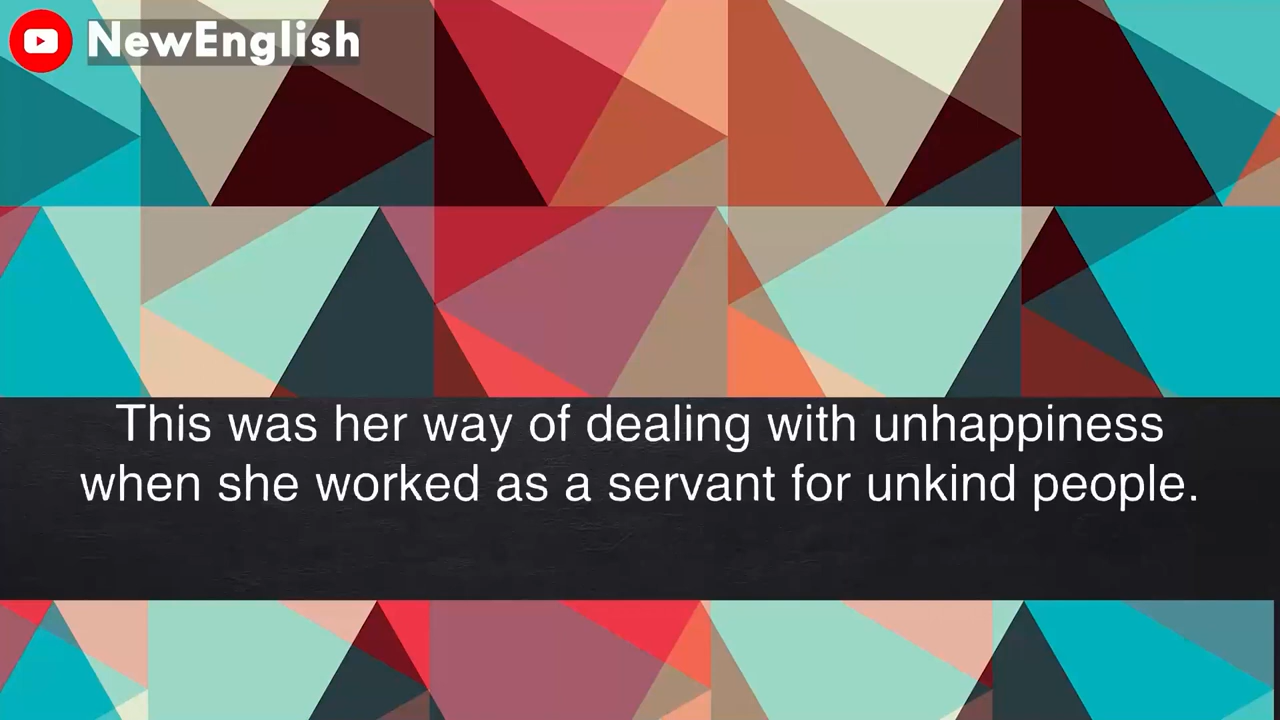 NewEnglish
This was her way of dealing with unhappiness
when she worked as a servant for unkind people.